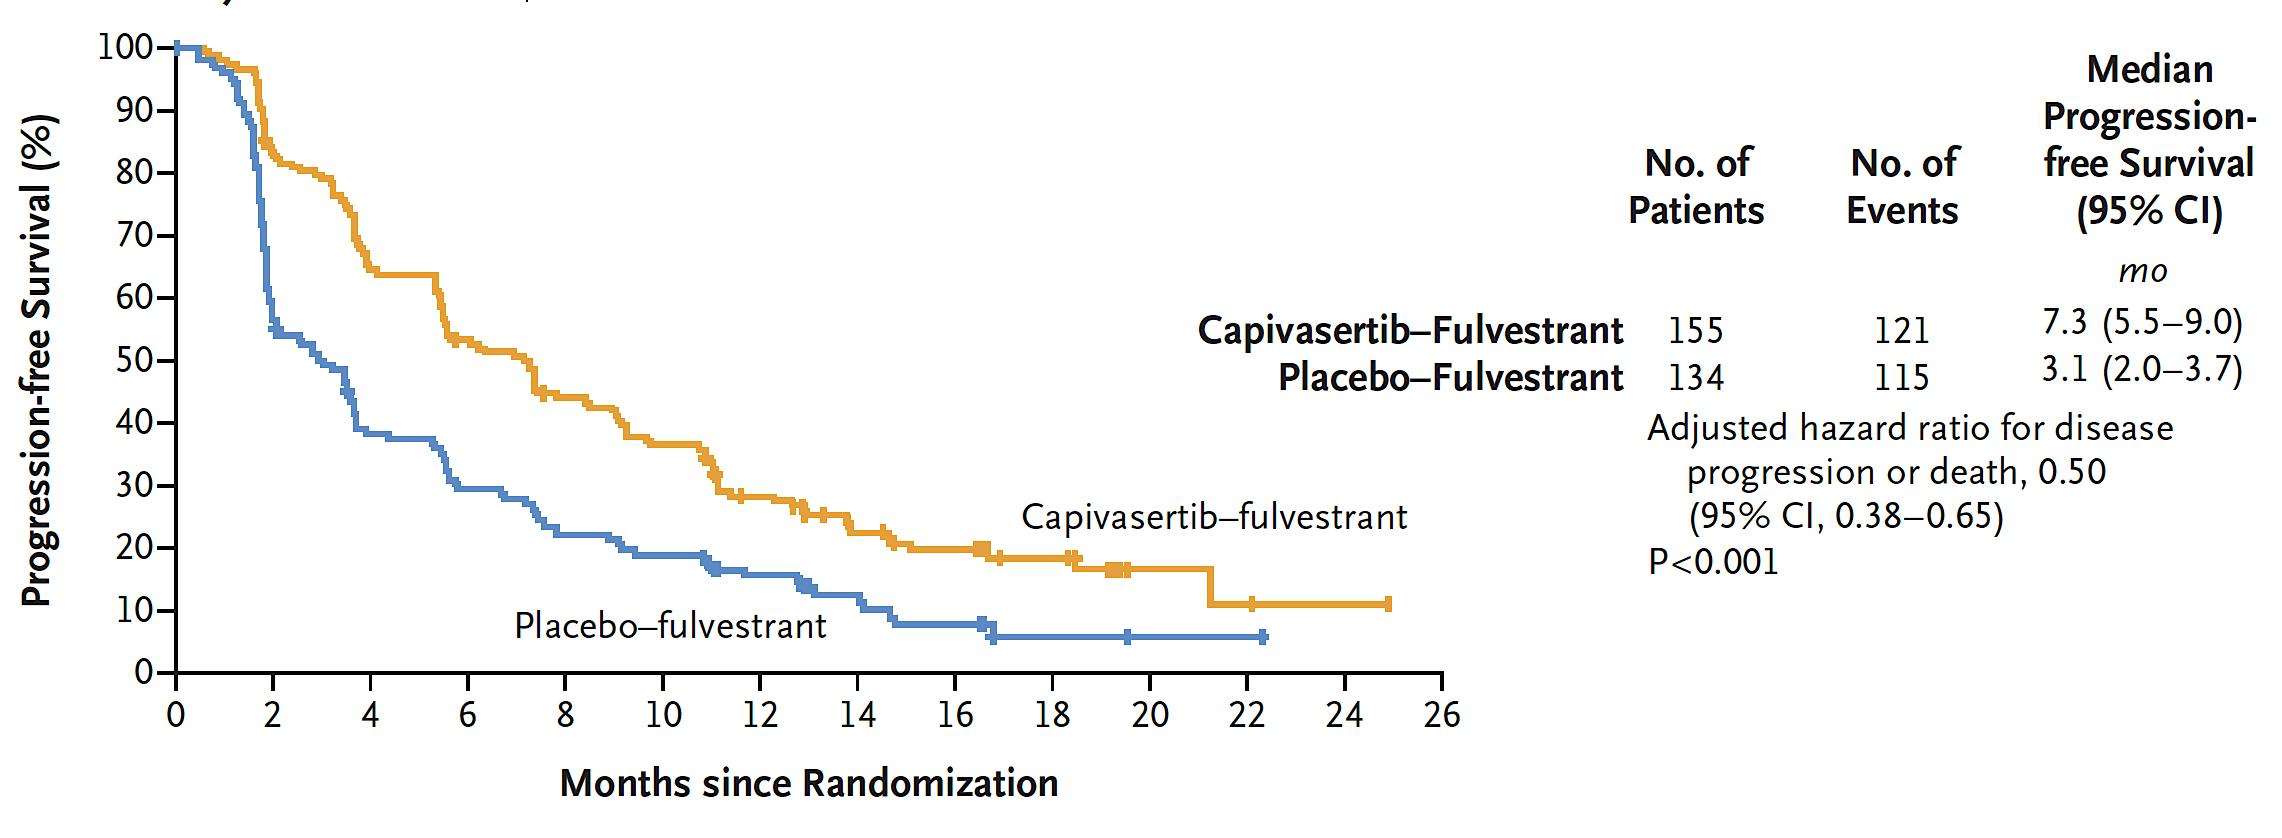 Progression-free Survival (%)
100
90
80
70
60
50
40
30
20
10
0
0 2 4 6 8 10 12 14 16 18 20 22 24 26
Months since Randomization
Capivasertib–fulvestrant
Placebo–fulvestrant
No. of
Patients
No. of
Events
Median
Progression-
free Survival
(95% CI)
mo
Capivasertib–Fulvestrant 155 121 7.3 (5.5–9.0)
Placebo–Fulvestrant 134 115 3.1 (2.0–3.7)
Adjusted hazard ratio for disease
progression or death, 0.50
(95% CI, 0.38–0.65)
P<0.001